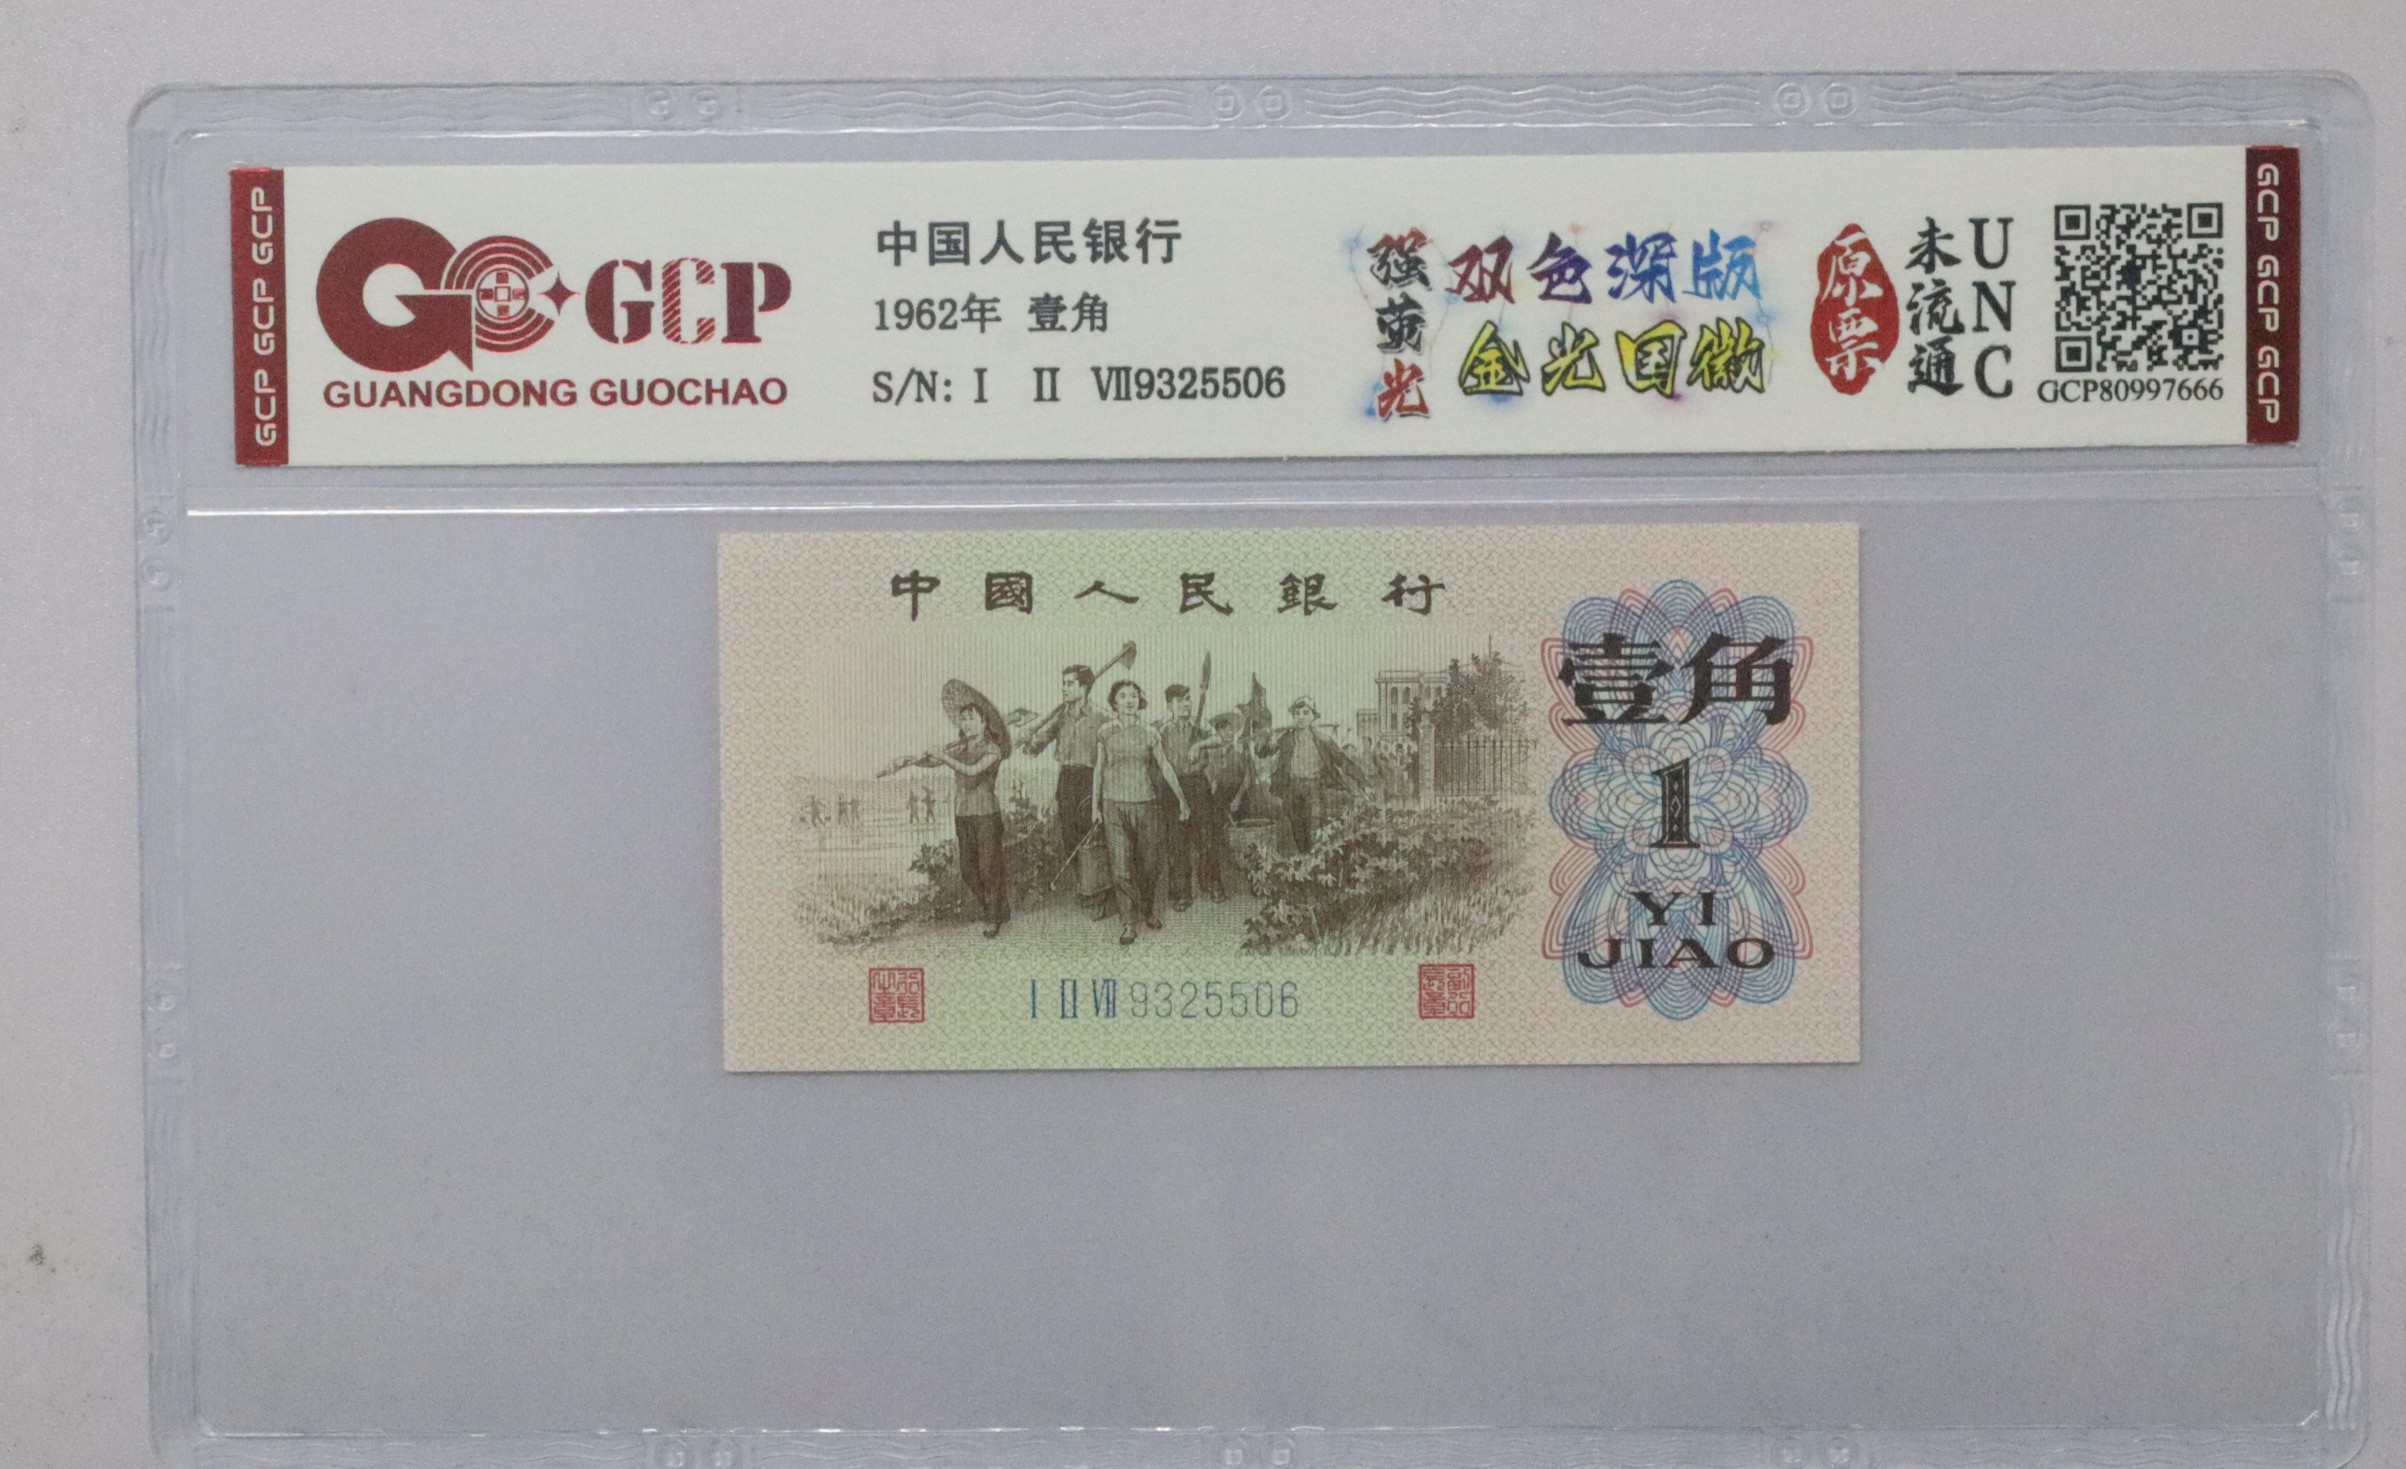 GCP GCP GCP
GCP
GUANGDONG GUOCHAO
中国人民银行
1962年 壹角
S/N: I II VII9325506
强荧光
双色深版
金光国徽
原票
未流通
UNC
GCP80997666
GCP GCP GCP
中國人民銀行
壹角
1
YI
JIAO
I II VII 9325506